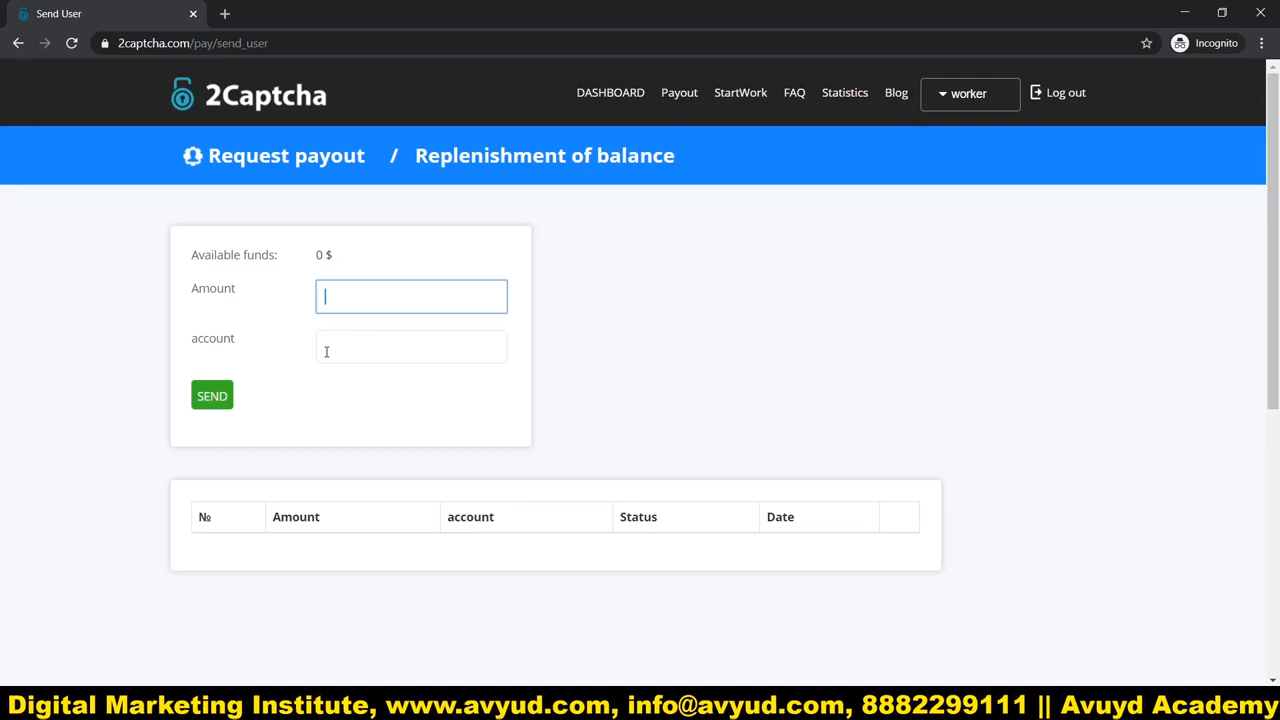 Send User
2captcha.com/pay/send_user
Incognito
2Captcha
DASHBOARD Payout StartWork FAQ Statistics Blog worker Log out
Request payout / Replenishment of balance
Available funds: 0 $
Amount
account
SEND
№ Amount account Status Date
Digital Marketing Institute, www.avyud.com, info@avyud.com, 8882299111 || Avuyd Academy